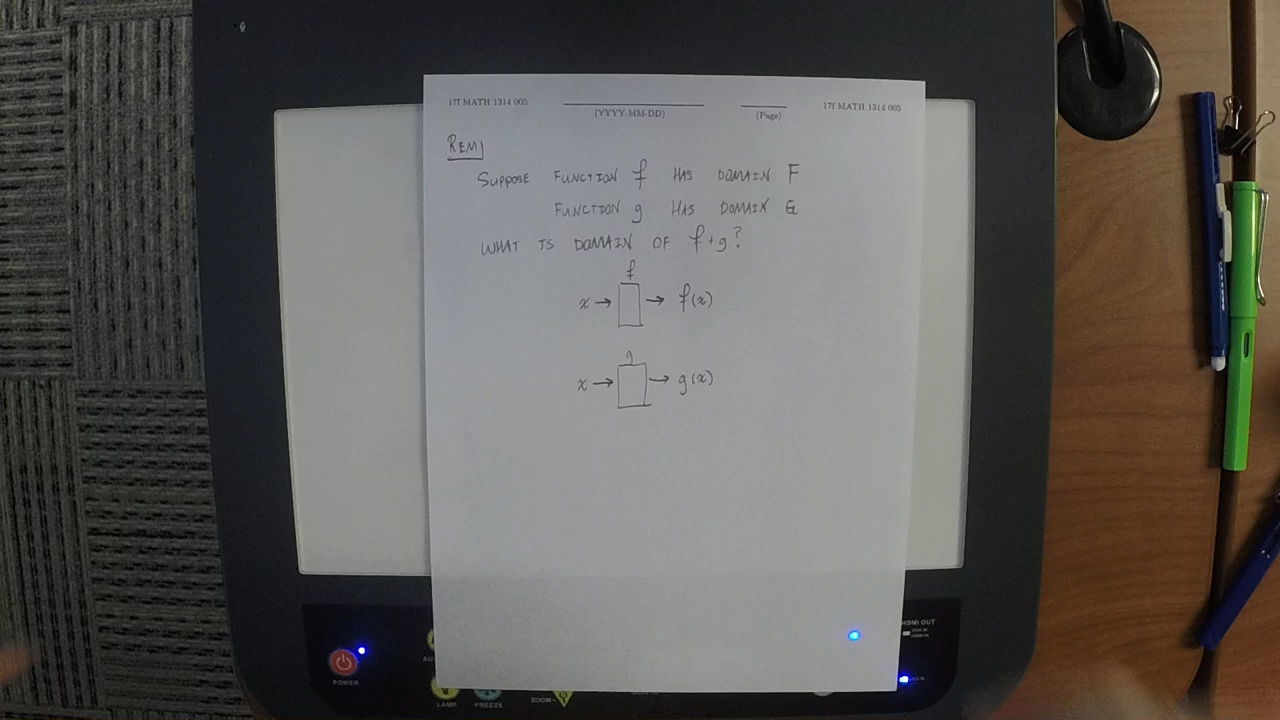 17f MATH 1314 005 (YYYY-MM-DD) (Page) 17f MATH 1314 005
REM
SUPPOSE FUNCTION f HAS DOMAIN F
FUNCTION g HAS DOMAIN G
WHAT IS DOMAIN OF f+g?
f
x → → f(x)
g
x → → g(x)
HDMI OUT
POWER
LAMP FREEZE ZOOM-